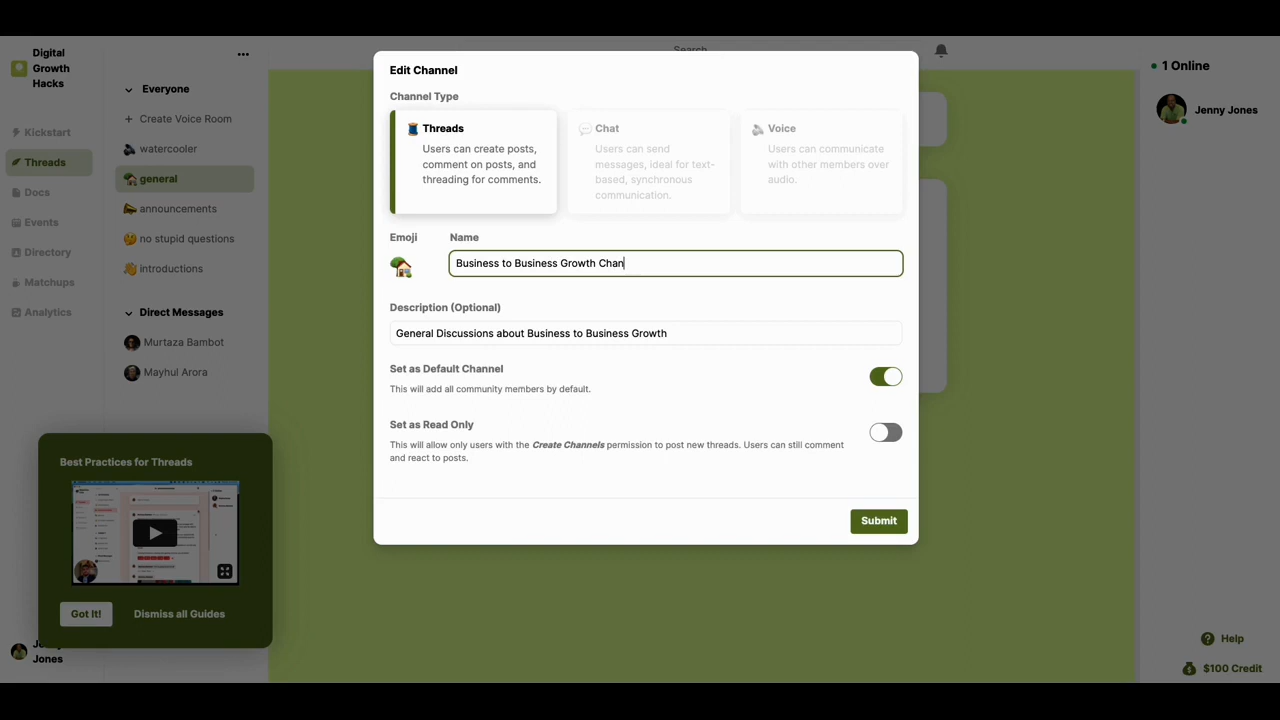 Digital
Growth
Hacks
Kickstart
Threads
Docs
Events
Directory
Matchups
Analytics
Everyone
Create Voice Room
watercooler
general
announcements
no stupid questions
introductions
Direct Messages
Murtaza Bambot
Mayhul Arora
Best Practices for Threads
Got It!
Dismiss all Guides
Jones
Search
Edit Channel
Channel Type
Threads
Users can create posts,
comment on posts, and
threading for comments.
Chat
Users can send
messages, ideal for text-
based, synchronous
communication.
Voice
Users can communicate
with other members over
audio.
Emoji
Name
Business to Business Growth Chan
Description (Optional)
General Discussions about Business to Business Growth
Set as Default Channel
This will add all community members by default.
Set as Read Only
This will allow only users with the Create Channels permission to post new threads. Users can still comment
and react to posts.
Submit
1 Online
Jenny Jones
Help
$100 Credit